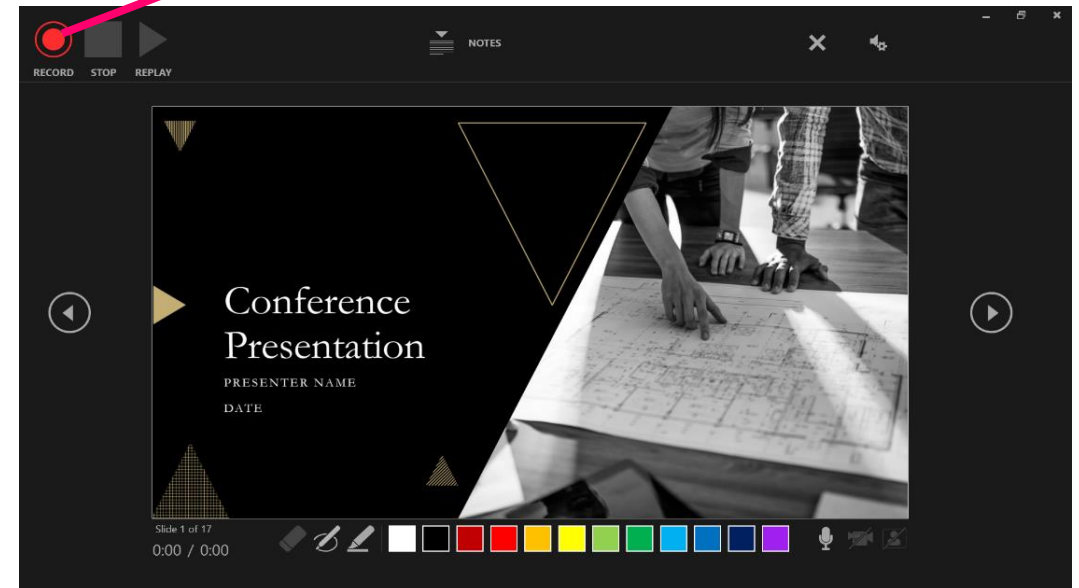 RECORD STOP REPLAY
NOTES
Conference
Presentation
PRESENTER NAME
DATE
Slide 1 of 17
0:00 / 0:00